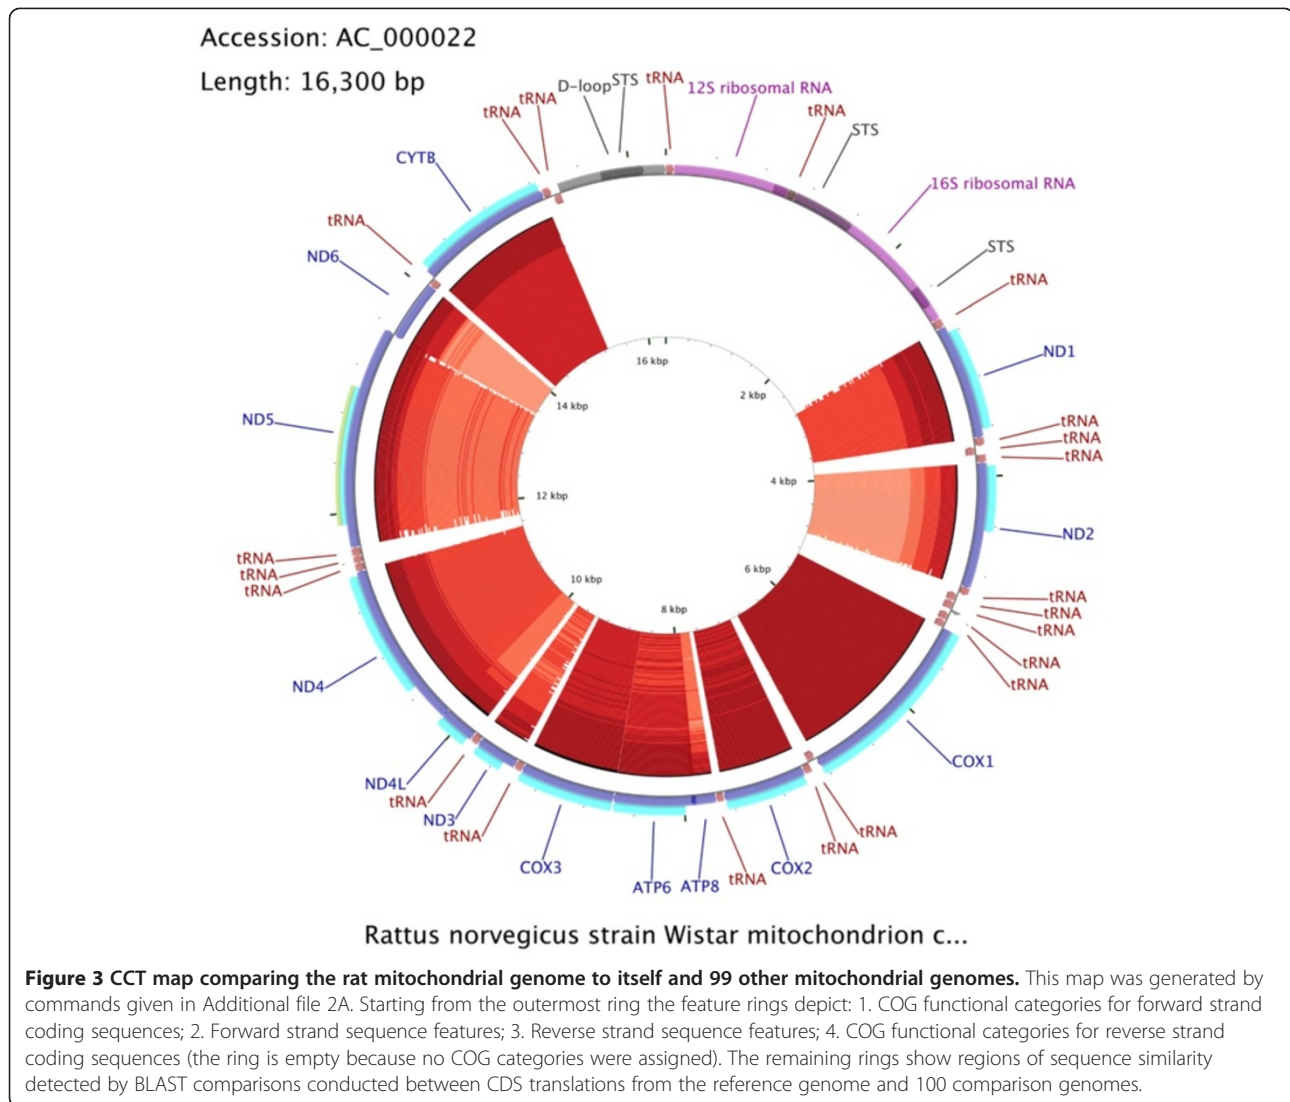 Accession: AC_000022
Length: 16,300 bp
D-loop
STS
tRNA
12S ribosomal RNA
tRNA
STS
16S ribosomal RNA
STS
tRNA
ND1
tRNA
tRNA
tRNA
ND2
tRNA
tRNA
tRNA
tRNA
tRNA
COX1
tRNA
tRNA
COX2
tRNA
ATP8
ATP6
COX3
tRNA
ND3
tRNA
ND4L
ND4
tRNA
tRNA
tRNA
ND5
ND6
tRNA
CYTB
tRNA
tRNA
16 kbp
2 kbp
4 kbp
6 kbp
8 kbp
10 kbp
12 kbp
14 kbp
Rattus norvegicus strain Wistar mitochondrion c...
Figure 3 CCT map comparing the rat mitochondrial genome to itself and 99 other mitochondrial genomes. This map was generated by
commands given in Additional file 2A. Starting from the outermost ring the feature rings depict: 1. COG functional categories for forward strand
coding sequences; 2. Forward strand sequence features; 3. Reverse strand sequence features; 4. COG functional categories for reverse strand
coding sequences (the ring is empty because no COG categories were assigned). The remaining rings show regions of sequence similarity
detected by BLAST comparisons conducted between CDS translations from the reference genome and 100 comparison genomes.